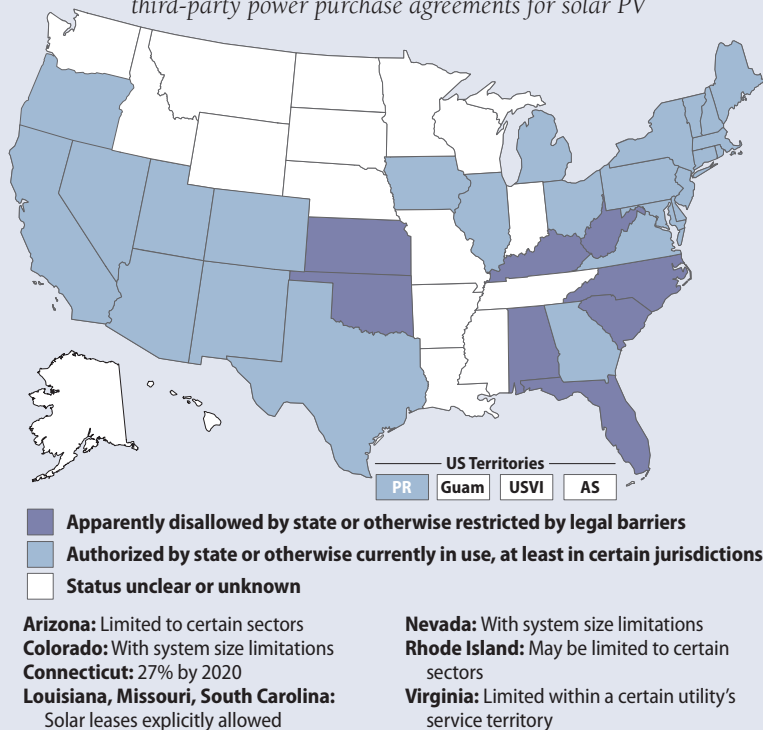 third-party power purchase agreements for solar PV
US Territories
PR Guam USVI AS
Apparently disallowed by state or otherwise restricted by legal barriers
Authorized by state or otherwise currently in use, at least in certain jurisdictions
Status unclear or unknown
Arizona: Limited to certain sectors
Colorado: With system size limitations
Connecticut: 27% by 2020
Louisiana, Missouri, South Carolina:
Solar leases explicitly allowed
Nevada: With system size limitations
Rhode Island: May be limited to certain
sectors
Virginia: Limited within a certain utility's
service territory